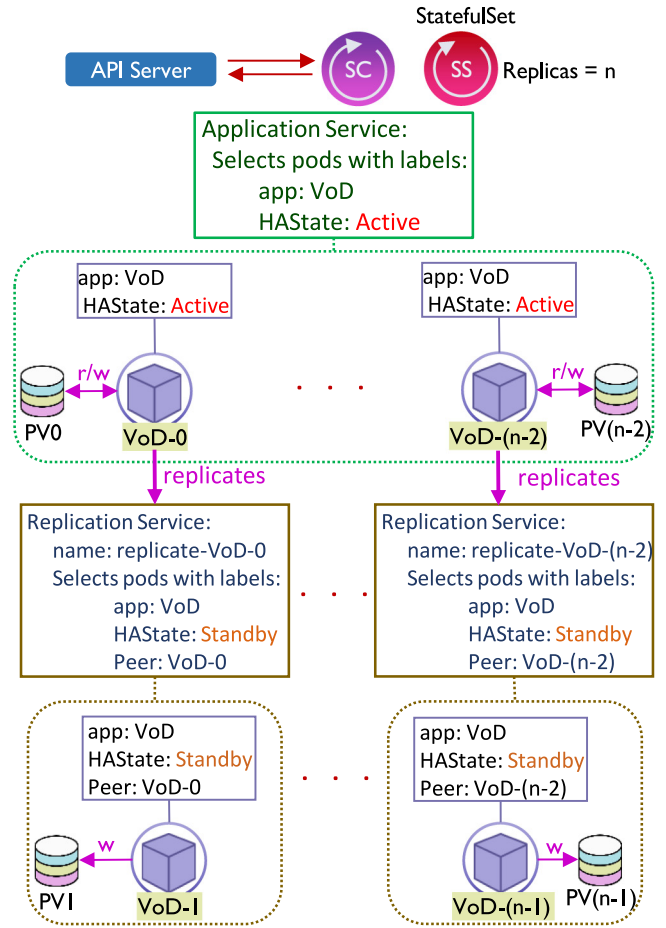 StatefulSet
API Server
SC
SS
Replicas = n
Application Service:
Selects pods with labels:
app: VoD
HAState: Active
app: VoD
HAState: Active
app: VoD
HAState: Active
r/w
r/w
PV0
VoD-0
. . .
VoD-(n-2)
PV(n-2)
replicates
replicates
Replication Service:
name: replicate-VoD-0
Selects pods with labels:
app: VoD
HAState: Standby
Peer: VoD-0
. . .
Replication Service:
name: replicate-VoD-(n-2)
Selects pods with labels:
app: VoD
HAState: Standby
Peer: VoD-(n-2)
app: VoD
HAState: Standby
Peer: VoD-0
. . .
app: VoD
HAState: Standby
Peer: VoD-(n-2)
w
w
PV1
VoD-1
VoD-(n-1)
PV(n-1)